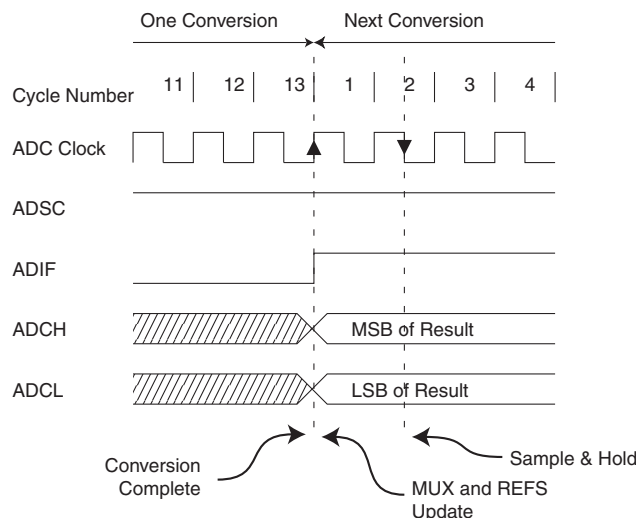 One Conversion
Next Conversion
Cycle Number
11 12 13 1 2 3 4
ADC Clock
ADSC
ADIF
ADCH
MSB of Result
ADCL
LSB of Result
Conversion
Complete
MUX and REFS
Update
Sample & Hold